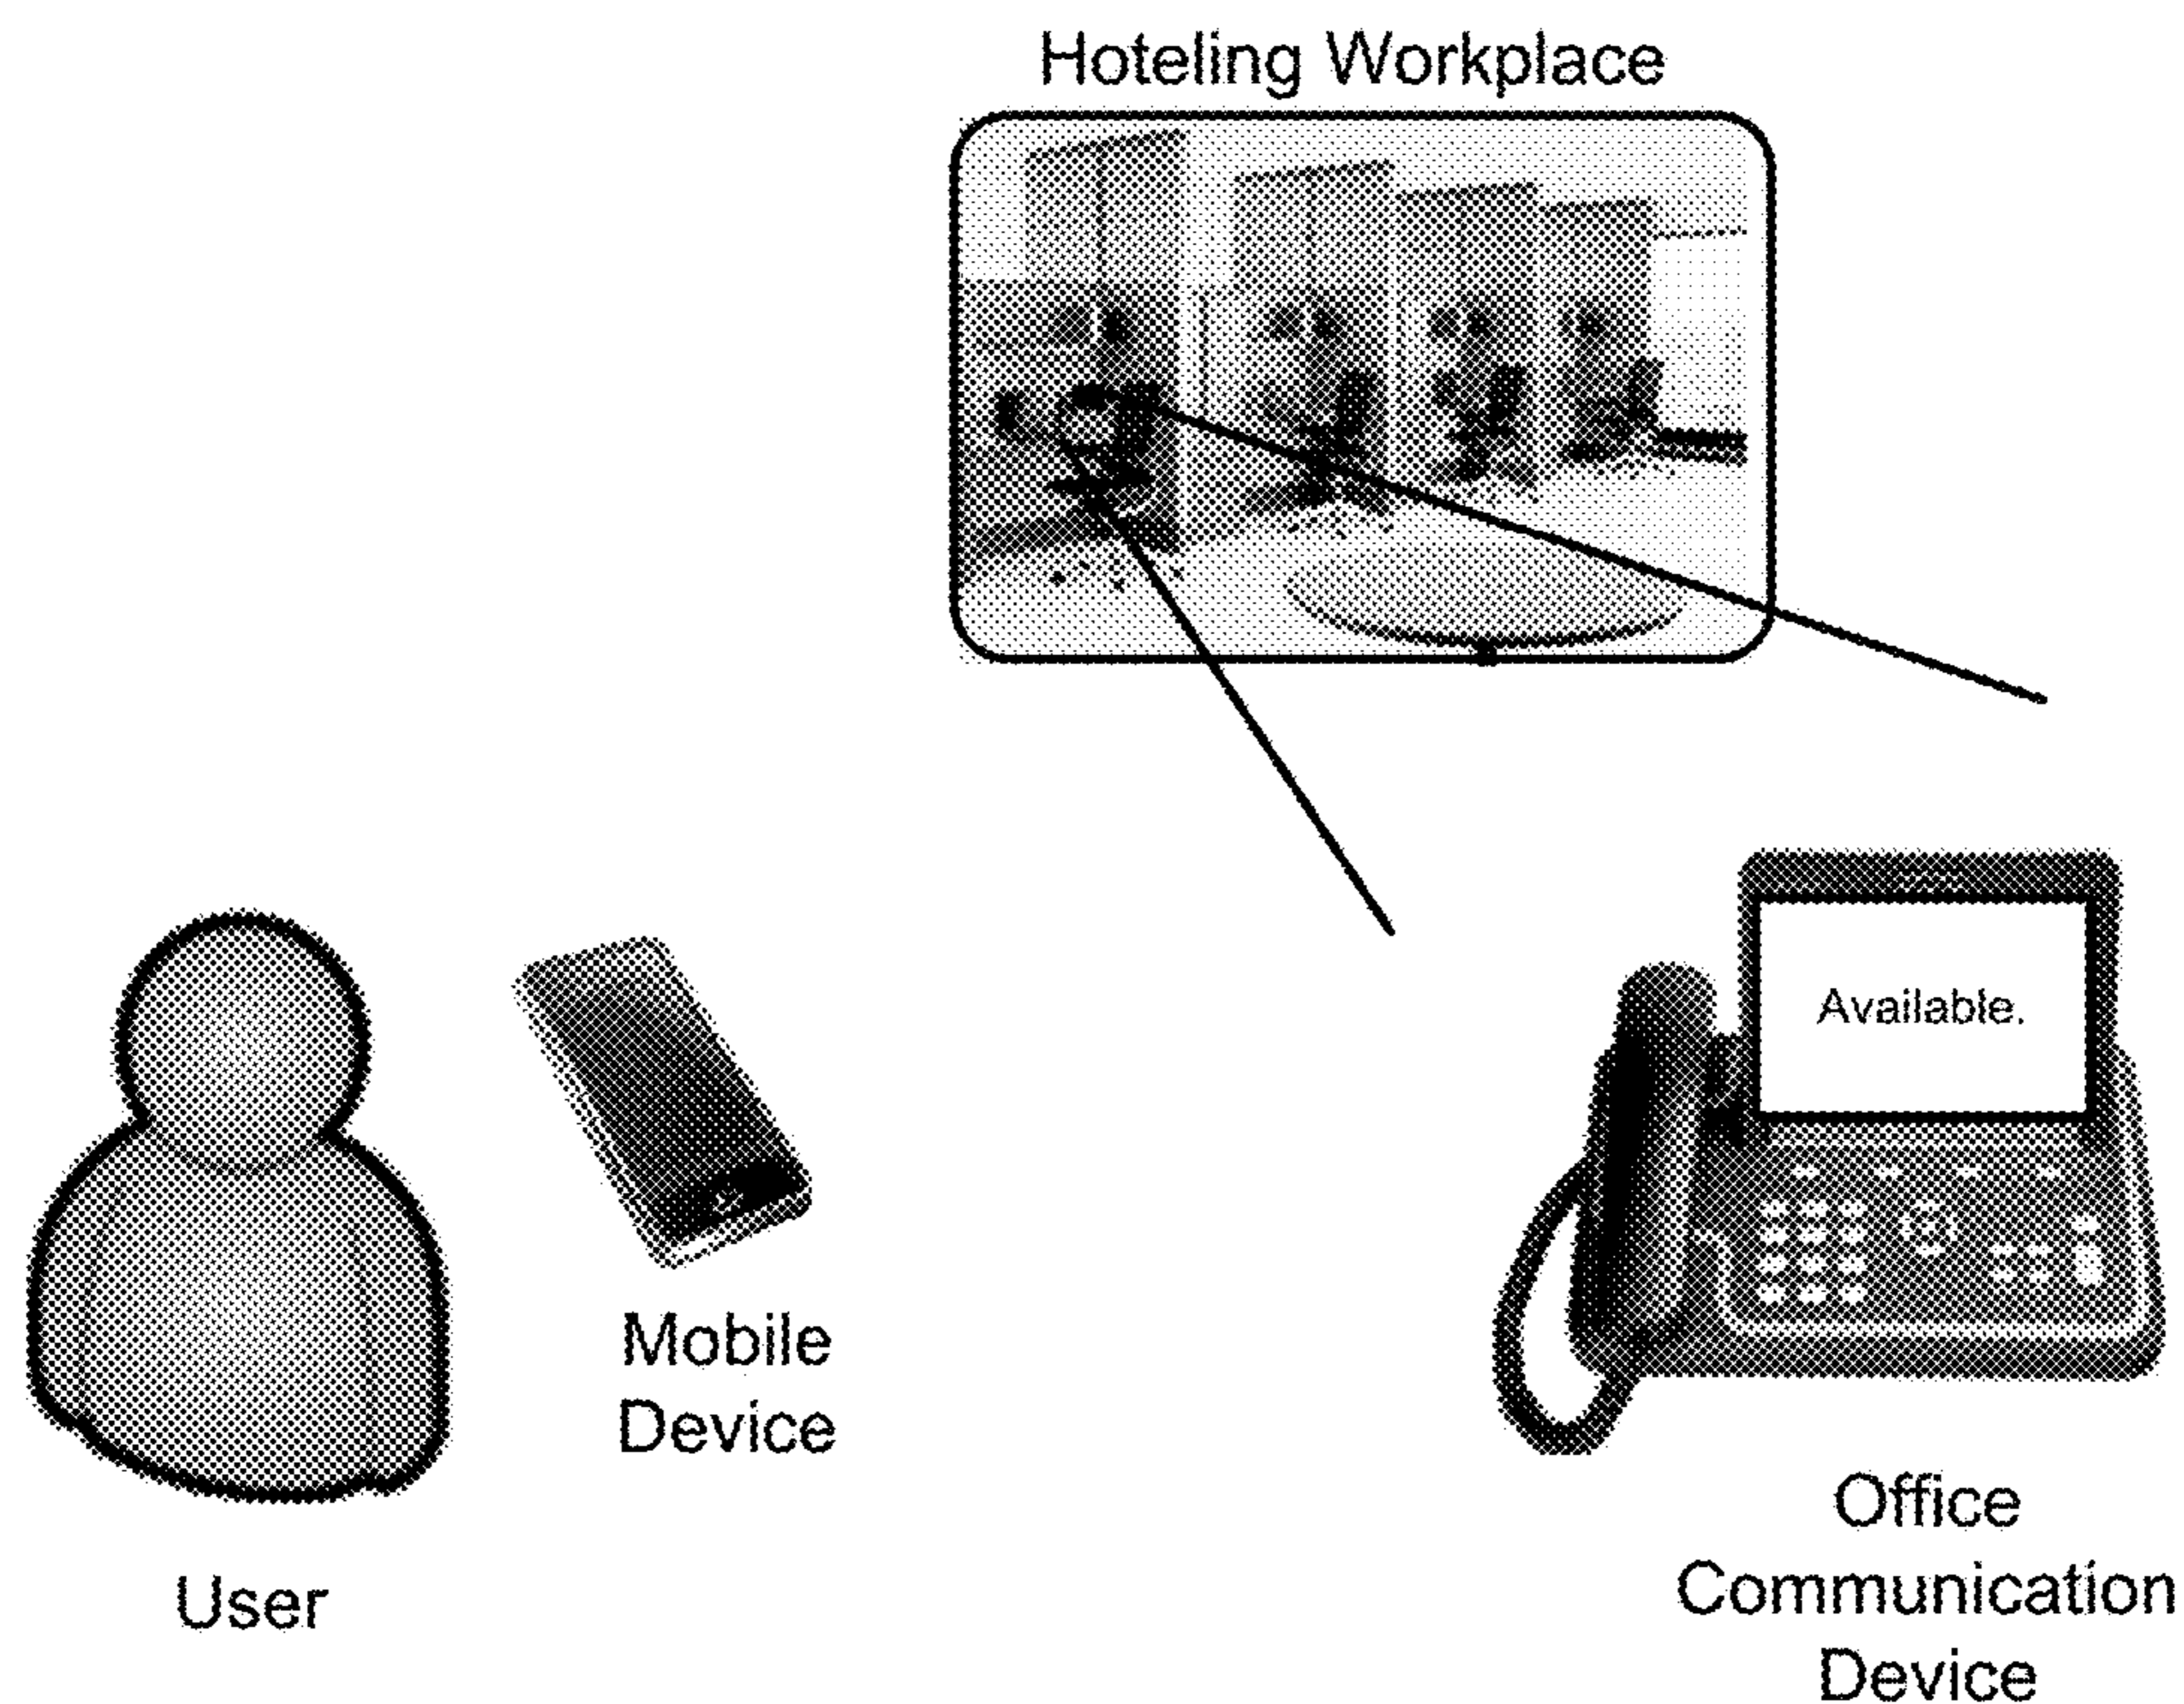 Hoteling Workplace
Available.
Mobile
Device
User
Office
Communication
Device